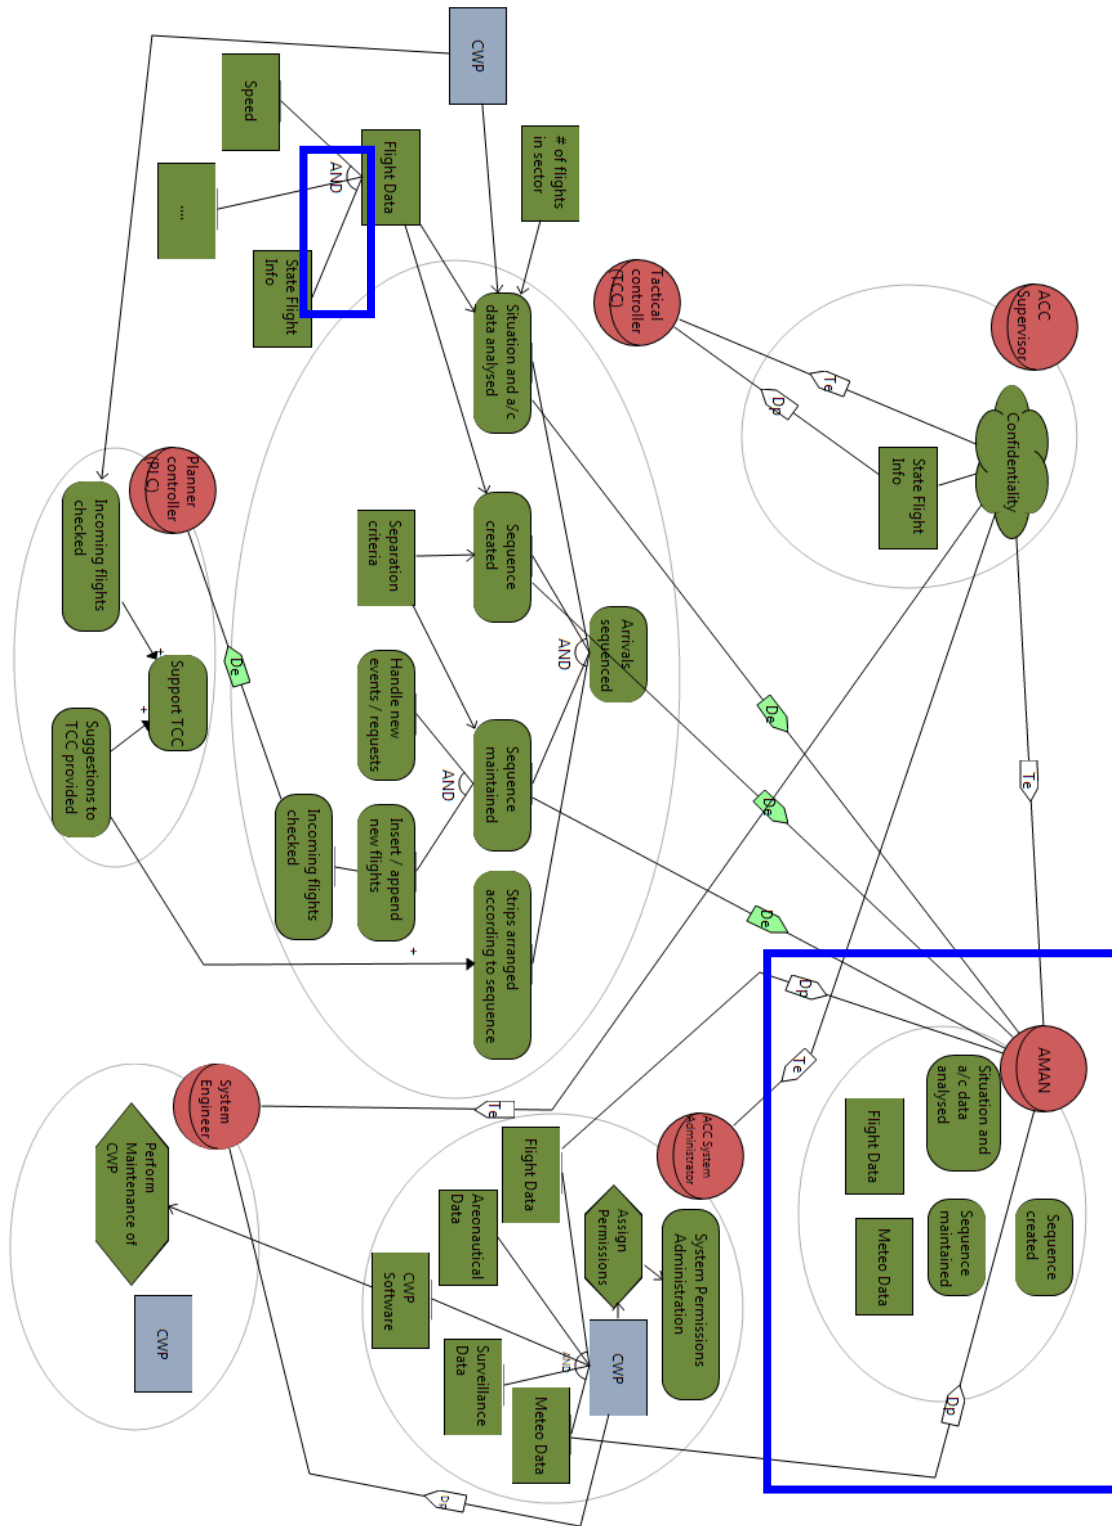 ACC
Supervisor
Confidentiality
State Flight
Info
Tactical
controller
(TCC)
Te
Dp
Te
AMAN
Situation and
a/c data
analysed
Sequence
created
Sequence
maintained
Flight Data
Meteo Data
Dp
Dp
Te
ACC System
Administrator
System Permissions
Administration
Assign
Permissions
CWP
AND
Flight Data
Areonautical
Data
CWP
Software
Surveillance
Data
Meteo Data
Dp
Te
System
Engineer
Perform
Maintenance of
CWP
CWP
De
De
De
# of flights
in sector
CWP
Flight Data
AND
Speed
....
State Flight
Info
Situation and a/c
data analysed
Arrivals
sequenced
AND
Sequence
created
Separation
criteria
Sequence
maintained
AND
Handle new
events / requests
Insert / append
new flights
Incoming flights
checked
Strips arranged
according to sequence
+
De
Planner
controller
(PLC)
Incoming flights
checked
+
Support TCC
+
Suggestions to
TCC provided